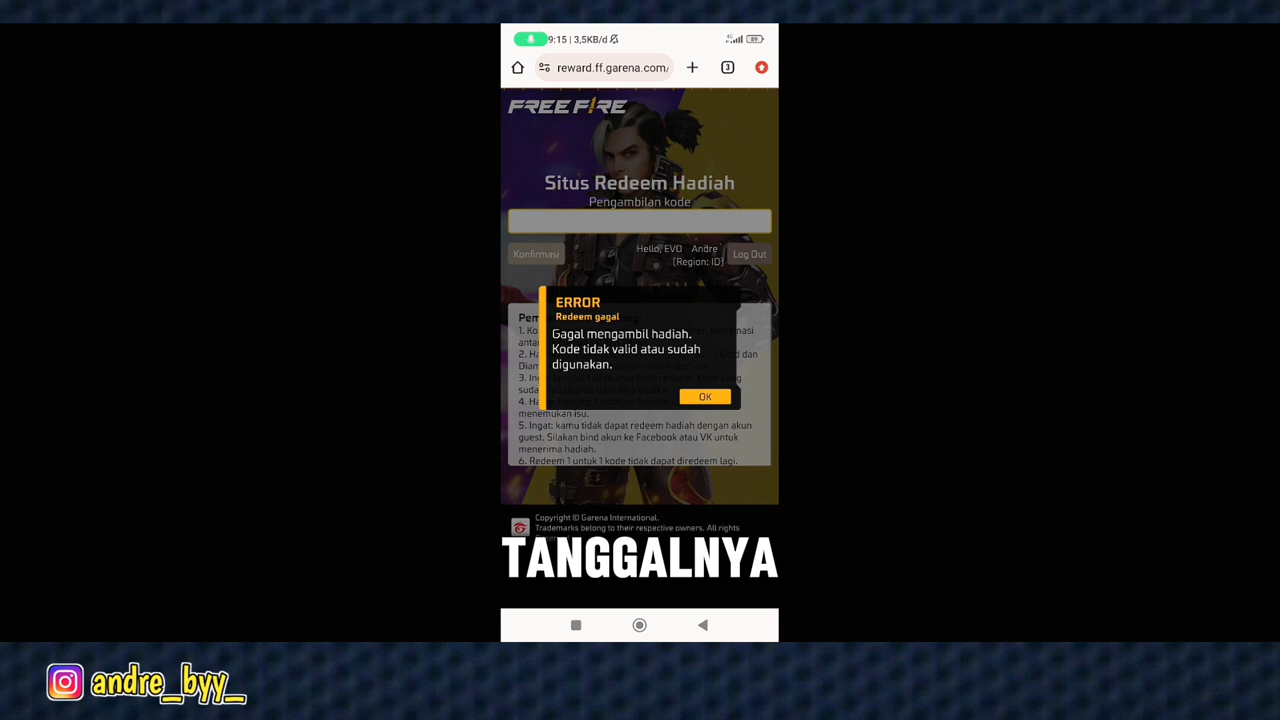 9:15 | 3,5KB/d
4G
89
reward.ff.garena.com/
3
FREE FIRE
Situs Redeem Hadiah
Pengambilan kode
Hello, EVO Andre
Konfirmasi
(Region: ID)
Log Out
ERROR
Redeem gagal
Gagal mengambil hadiah.
Kode tidak valid atau sudah
digunakan.
OK
menemukan isu.
5. Ingat: kamu tidak dapat redeem hadiah dengan akun
guest. Silakan bind akun ke Facebook atau VK untuk
menerima hadiah.
6. Redeem 1 untuk 1 kode tidak dapat diredeem lagi.
Copyright © Garena International.
Trademarks belong to their respective owners. All rights
TANGGALNYA
andre_byy_